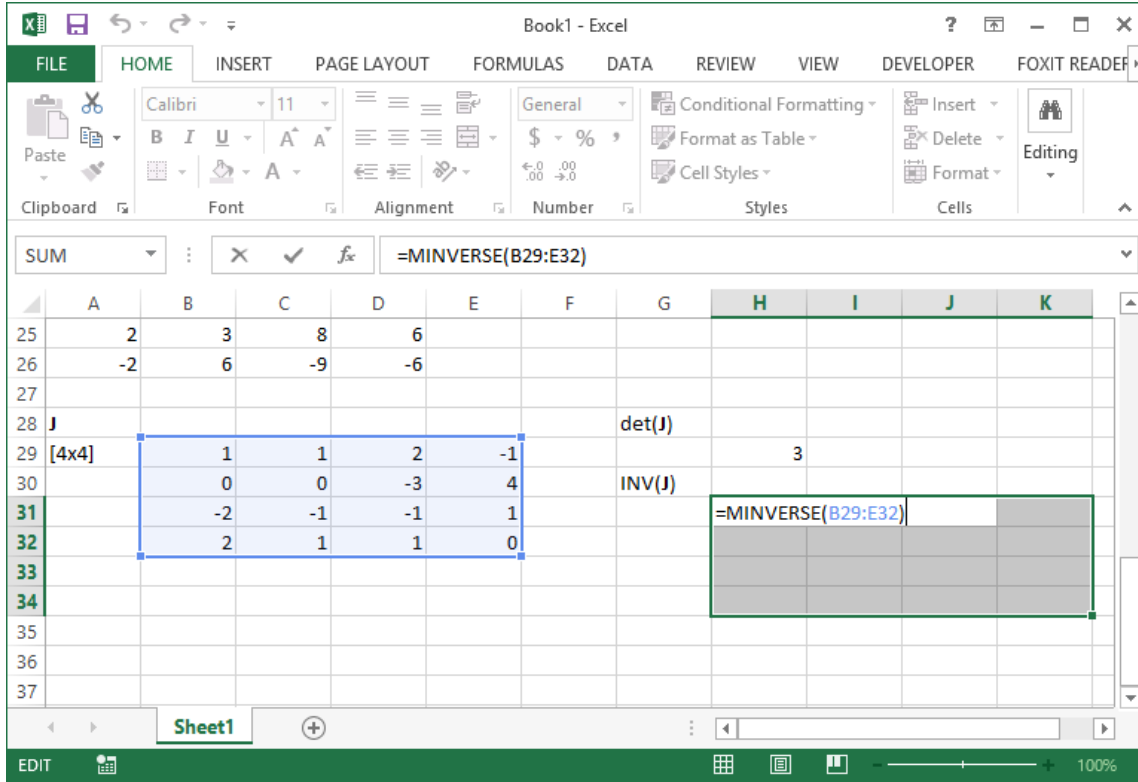 Book1 - Excel
FILE HOME INSERT PAGE LAYOUT FORMULAS DATA REVIEW VIEW DEVELOPER FOXIT READER
Paste
Calibri 11 General
B I U A A $ % ,
A
Conditional Formatting
Format as Table
Cell Styles
Insert
Delete
Format
Editing
Clipboard Font Alignment Number Styles Cells
SUM fx =MINVERSE(B29:E32)
A B C D E F G H I J K
25 2 3 8 6
26 -2 6 -9 -6
27
28 J det(J)
29 [4x4] 1 1 2 -1 3
30 0 0 -3 4 INV(J)
31 -2 -1 -1 1 =MINVERSE(B29:E32)
32 2 1 1 0
33
34
35
36
37
Sheet1
EDIT 100%